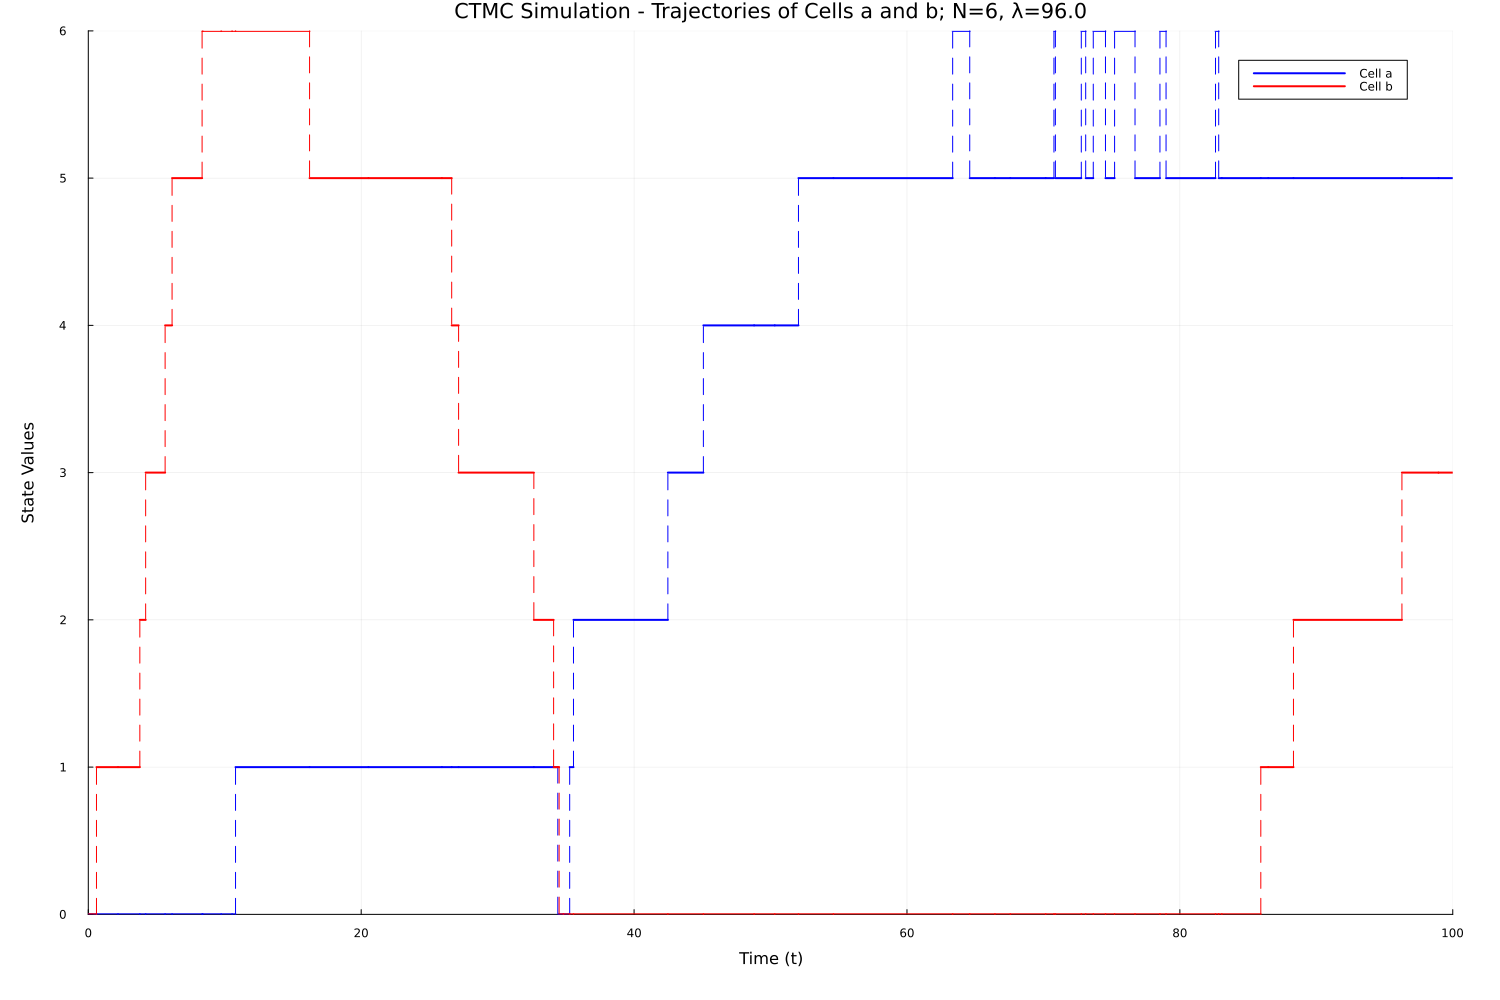 CTMC Simulation - Trajectories of Cells a and b; N=6, λ=96.0
6
5
4
3
2
1
0
State Values
Cell a
Cell b
0 20 40 60 80 100
Time (t)